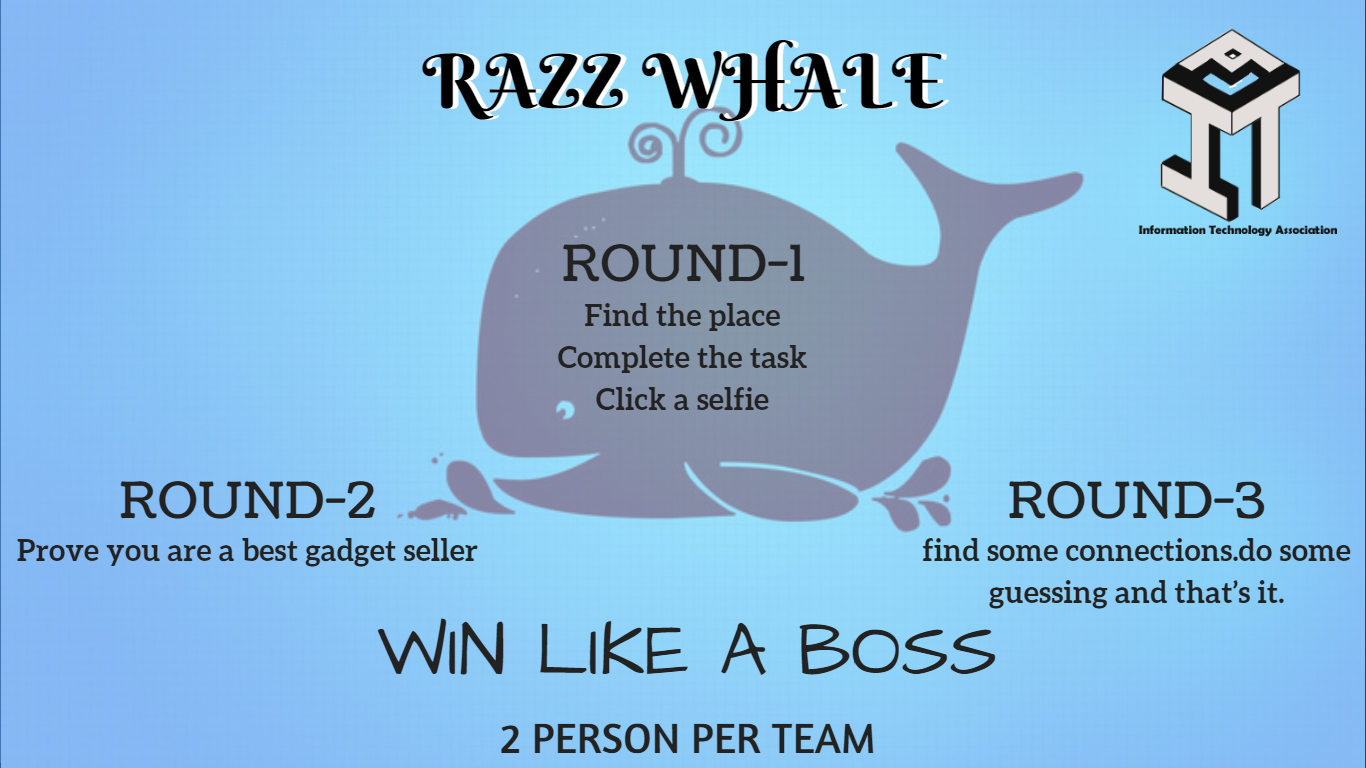 RAZZ WHALE
Information Technology Association
ROUND-1
Find the place
Complete the task
Click a selfie
ROUND-2
Prove you are a best gadget seller
ROUND-3
find some connections.do some
guessing and that's it.
WIN LIKE A BOSS
2 PERSON PER TEAM